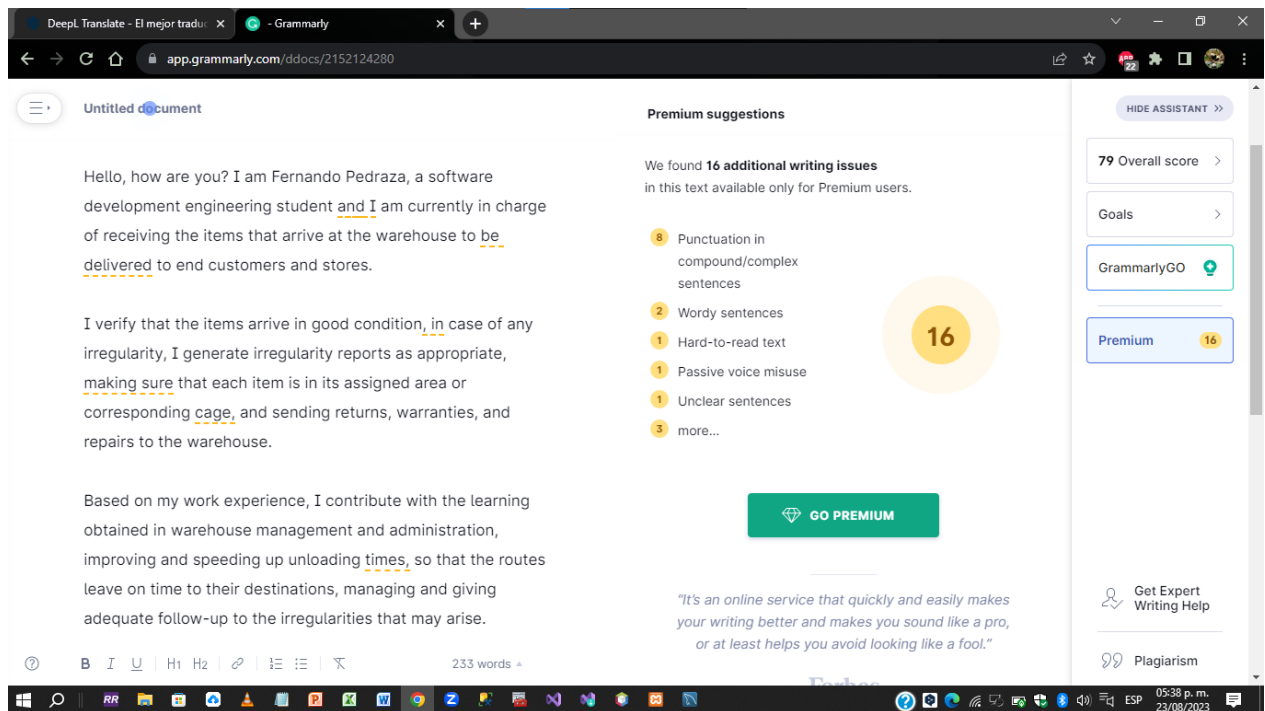 DeepL Translate - El mejor traduc
- Grammarly
app.grammarly.com/ddocs/2152124280
22
Untitled document
Hello, how are you? I am Fernando Pedraza, a software
development engineering student and I am currently in charge
of receiving the items that arrive at the warehouse to be
delivered to end customers and stores.
I verify that the items arrive in good condition, in case of any
irregularity, I generate irregularity reports as appropriate,
making sure that each item is in its assigned area or
corresponding cage, and sending returns, warranties, and
repairs to the warehouse.
Based on my work experience, I contribute with the learning
obtained in warehouse management and administration,
improving and speeding up unloading times, so that the routes
leave on time to their destinations, managing and giving
adequate follow-up to the irregularities that may arise.
B I U H1 H2
233 words
Premium suggestions
We found 16 additional writing issues
in this text available only for Premium users.
8 Punctuation in
compound/complex
sentences
2 Wordy sentences
1 Hard-to-read text
1 Passive voice misuse
1 Unclear sentences
3 more...
16
GO PREMIUM
“It’s an online service that quickly and easily makes
your writing better and makes you sound like a pro,
or at least helps you avoid looking like a fool.”
Forbes
HIDE ASSISTANT
79 Overall score
Goals
GrammarlyGO
Premium 16
Get Expert
Writing Help
Plagiarism
RR
ESP
05:38 p. m.
23/08/2023